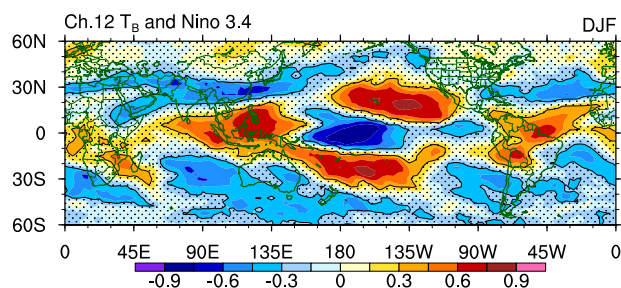 Ch.12 T_B and Nino 3.4 DJF
60N
30N
0
30S
60S
0 45E 90E 135E 180 135W 90W 45W 0
-0.9 -0.6 -0.3 0 0.3 0.6 0.9